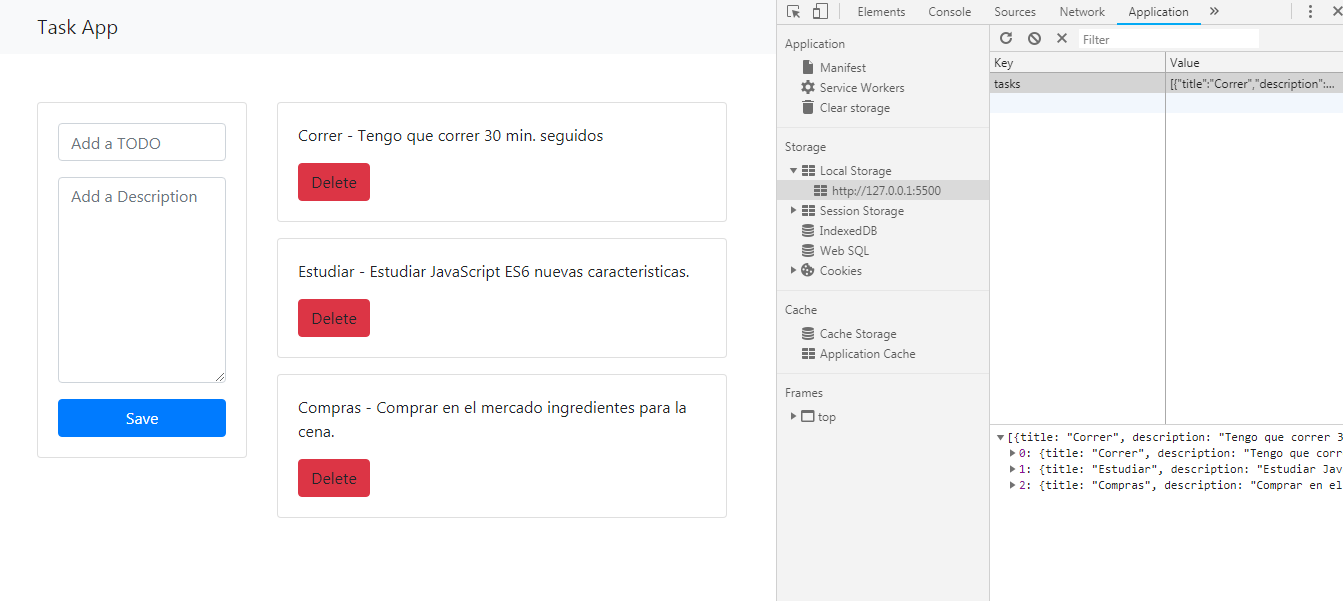 Task App
Add a TODO
Add a Description
Save
Correr - Tengo que correr 30 min. seguidos
Delete
Estudiar - Estudiar JavaScript ES6 nuevas caracteristicas.
Delete
Compras - Comprar en el mercado ingredientes para la
cena.
Delete
Elements Console Sources Network Application »
Application
Manifest
Service Workers
Clear storage
Storage
Local Storage
http://127.0.0.1:5500
Session Storage
IndexedDB
Web SQL
Cookies
Cache
Cache Storage
Application Cache
Frames
top
Filter
Key Value
tasks [{"title":"Correr","description":...
[{title: "Correr", description: "Tengo que correr 3
0: {title: "Correr", description: "Tengo que corr
1: {title: "Estudiar", description: "Estudiar Jav
2: {title: "Compras", description: "Comprar en el